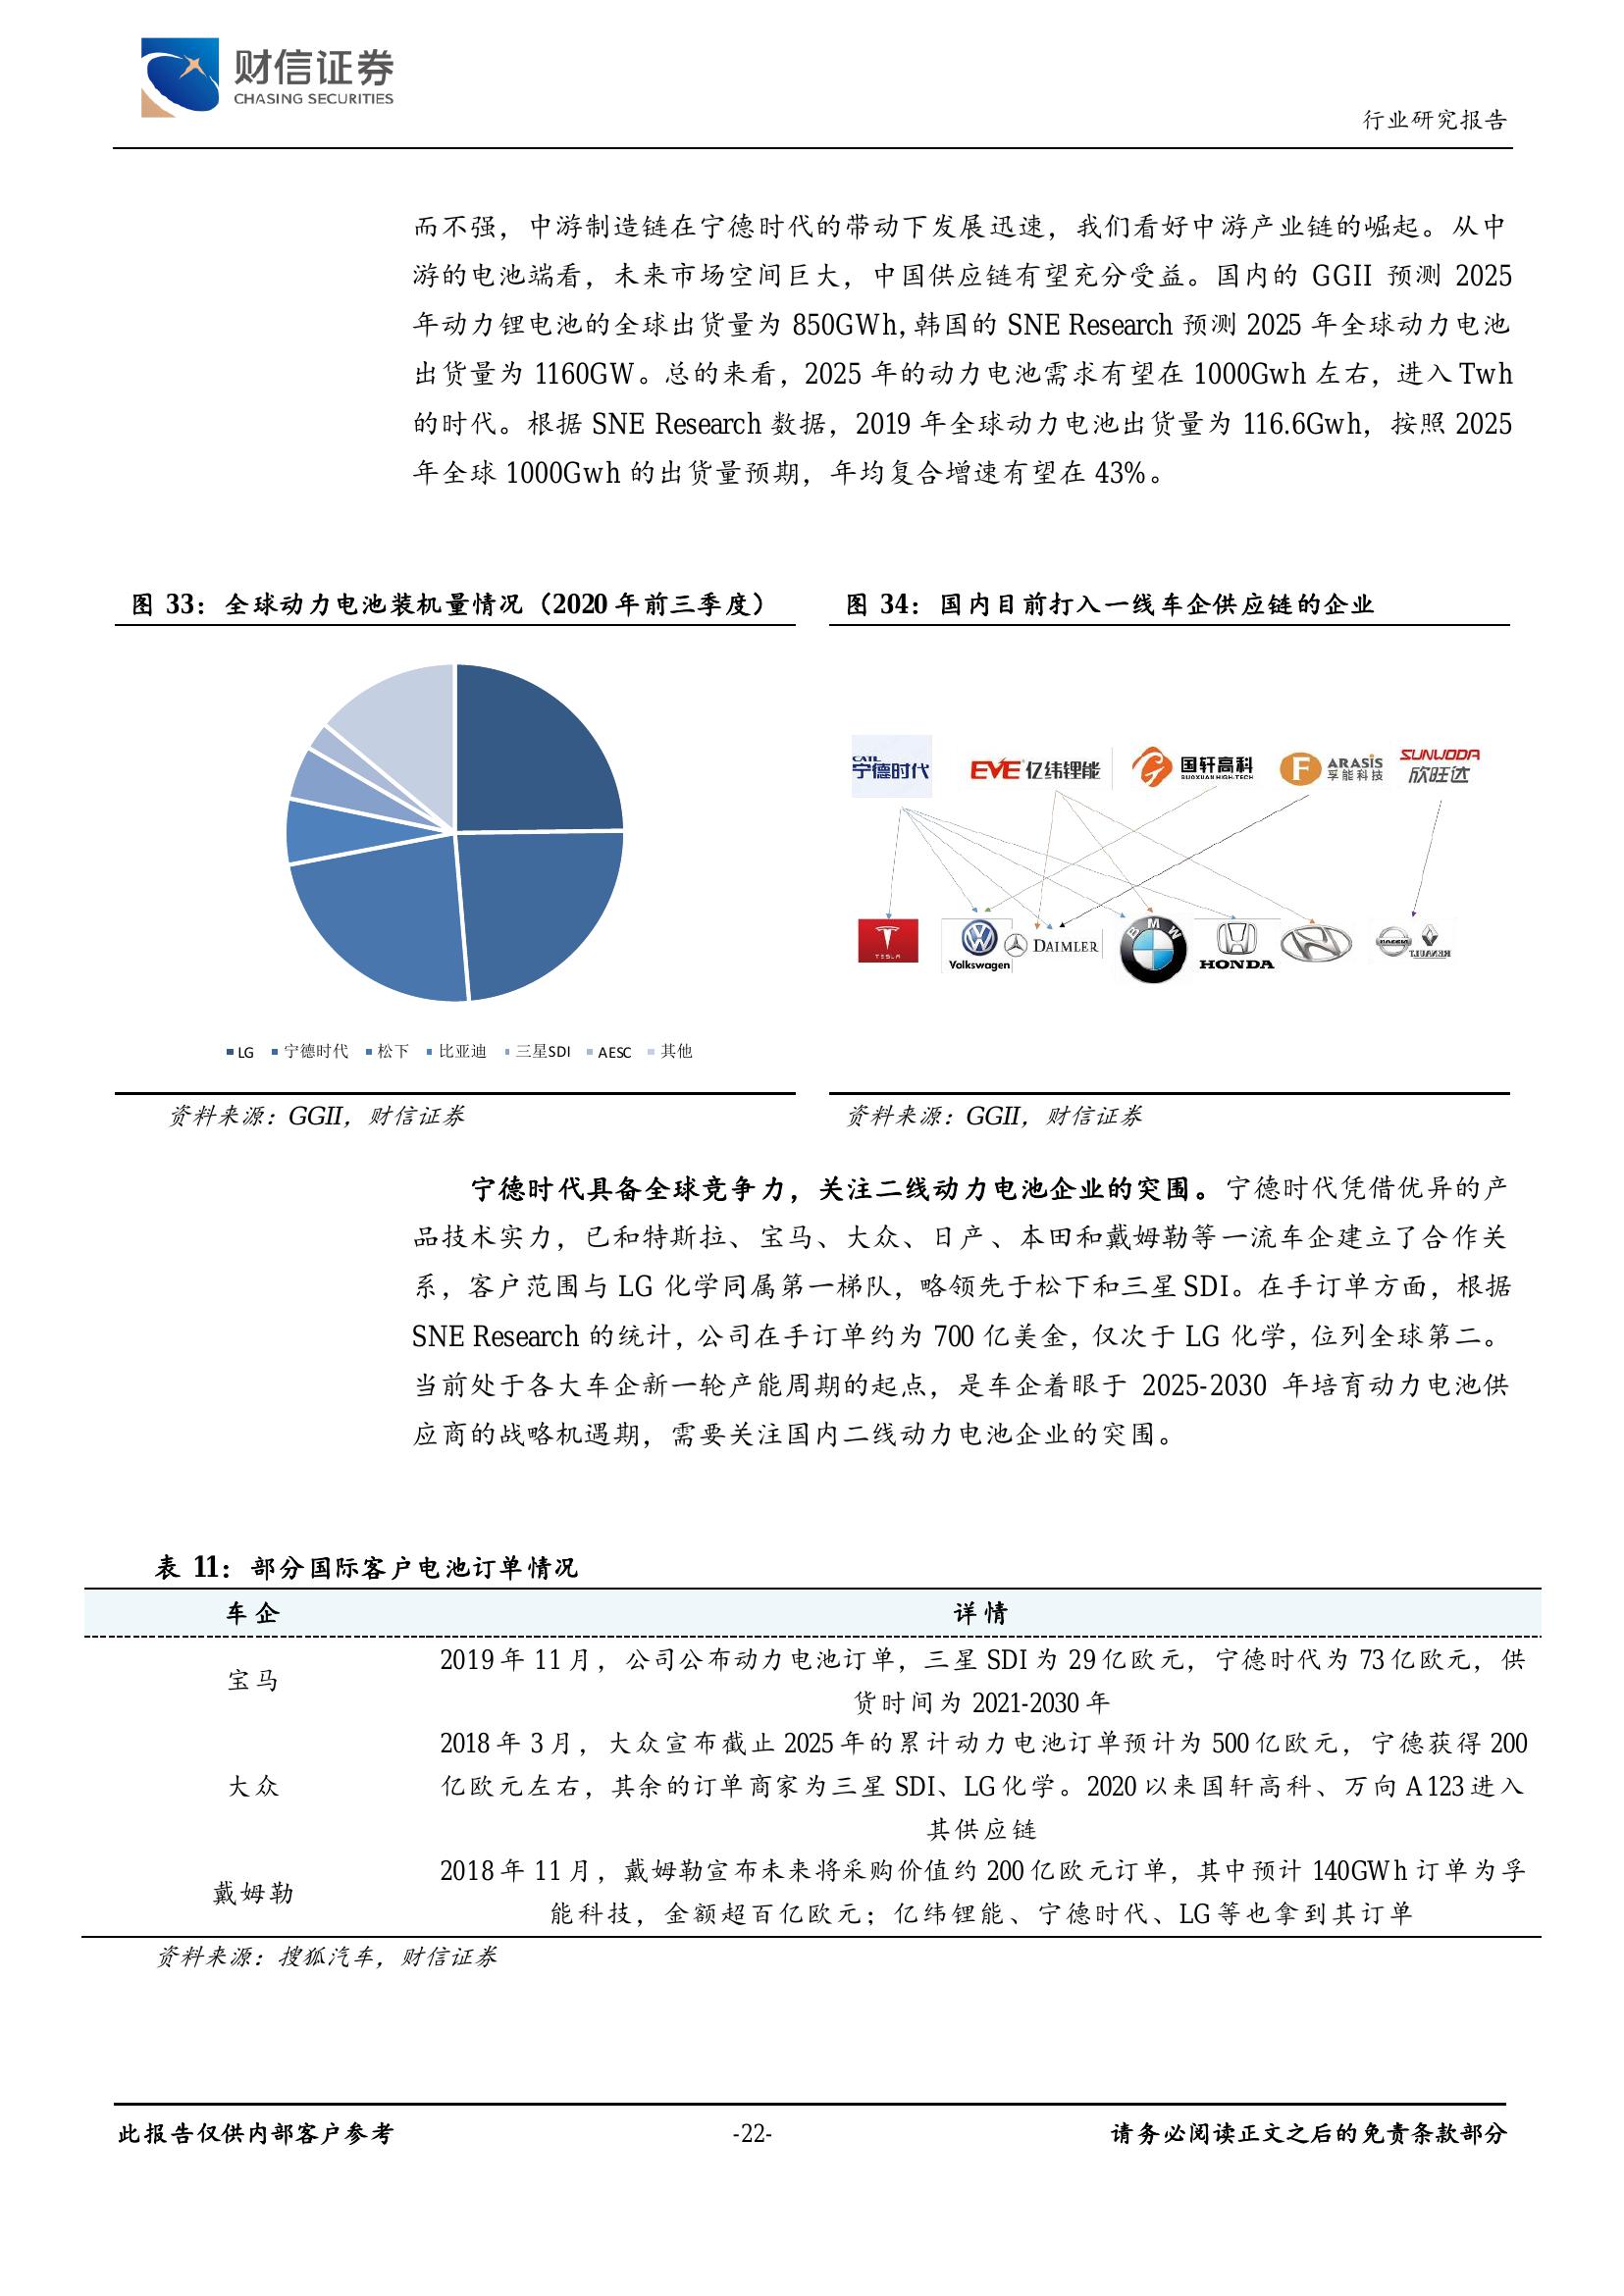 财信证券
CHASING SECURITIES
行业研究报告
而不强，中游制造链在宁德时代的带动下发展迅速，我们看好中游产业链的崛起。从中
游的电池端看，未来市场空间巨大，中国供应链有望充分受益。国内的 GGII 预测 2025
年动力锂电池的全球出货量为 850GWh，韩国的 SNE Research 预测 2025 年全球动力电池
出货量为 1160GW。总的来看，2025 年的动力电池需求有望在 1000Gwh 左右，进入 Twh
的时代。根据 SNE Research 数据，2019 年全球动力电池出货量为 116.6Gwh，按照 2025
年全球 1000Gwh 的出货量预期，年均复合增速有望在 43%。
图 33：全球动力电池装机量情况（2020 年前三季度）
LG 宁德时代 松下 比亚迪 三星SDI AESC 其他
资料来源：GGII，财信证券
图 34：国内目前打入一线车企供应链的企业
CATL
宁德时代
EVE 亿纬锂能
国轩高科
GUOXUAN HIGH-TECH
F ARASIS
孚能科技
SUNWODA
欣旺达
TESLA
Volkswagen
DAIMLER
BMW
HONDA
NISSAN
RENAULT
资料来源：GGII，财信证券
宁德时代具备全球竞争力，关注二线动力电池企业的突围。宁德时代凭借优异的产
品技术实力，已和特斯拉、宝马、大众、日产、本田和戴姆勒等一流车企建立了合作关
系，客户范围与 LG 化学同属第一梯队，略领先于松下和三星 SDI。在手订单方面，根据
SNE Research 的统计，公司在手订单约为 700 亿美金，仅次于 LG 化学，位列全球第二。
当前处于各大车企新一轮产能周期的起点，是车企着眼于 2025-2030 年培育动力电池供
应商的战略机遇期，需要关注国内二线动力电池企业的突围。
表 11：部分国际客户电池订单情况
车企 详情
宝马
2019 年 11 月，公司公布动力电池订单，三星 SDI 为 29 亿欧元，宁德时代为 73 亿欧元，供
货时间为 2021-2030 年
大众
2018 年 3 月，大众宣布截止 2025 年的累计动力电池订单预计为 500 亿欧元，宁德获得 200
亿欧元左右，其余的订单商家为三星 SDI、LG 化学。2020 以来国轩高科、万向 A123 进入
其供应链
戴姆勒
2018 年 11 月，戴姆勒宣布未来将采购价值约 200 亿欧元订单，其中预计 140GWh 订单为孚
能科技，金额超百亿欧元；亿纬锂能、宁德时代、LG 等也拿到其订单
资料来源：搜狐汽车，财信证券
此报告仅供内部客户参考 -22- 请务必阅读正文之后的免责条款部分